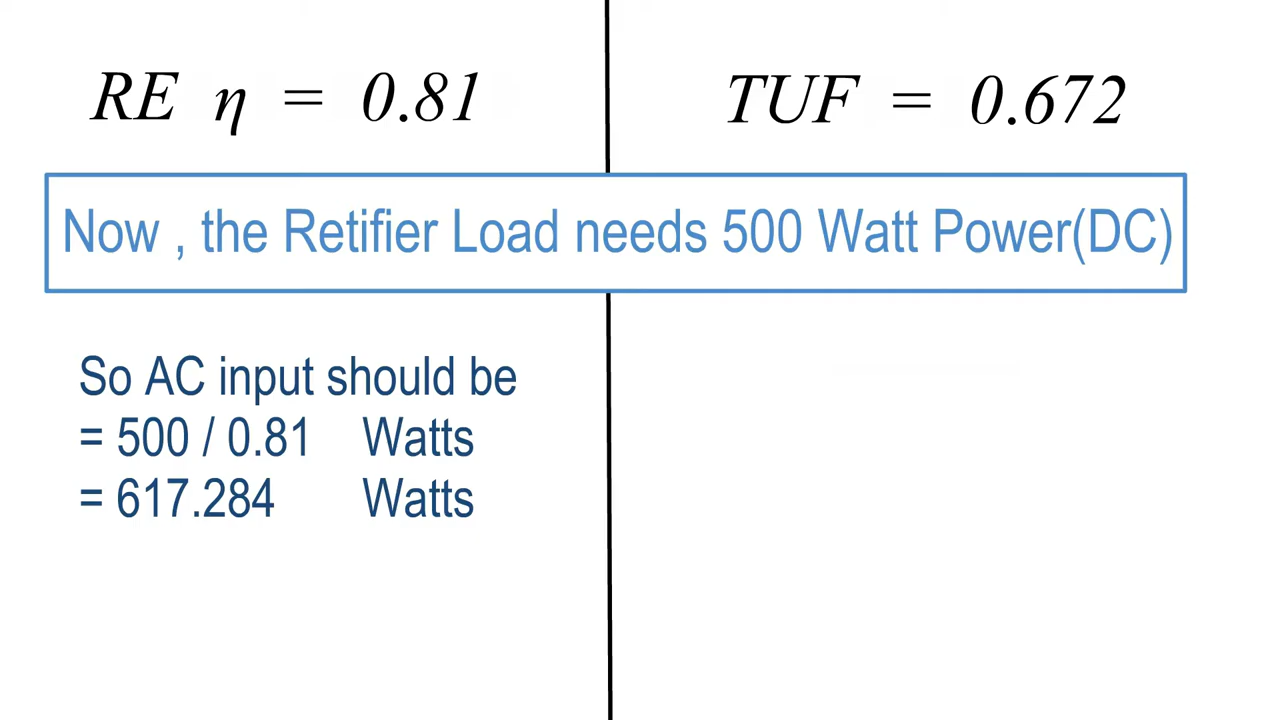 RE η = 0.81
TUF = 0.672
Now , the Retifier Load needs 500 Watt Power(DC)
So AC input should be
= 500 / 0.81 Watts
= 617.284 Watts